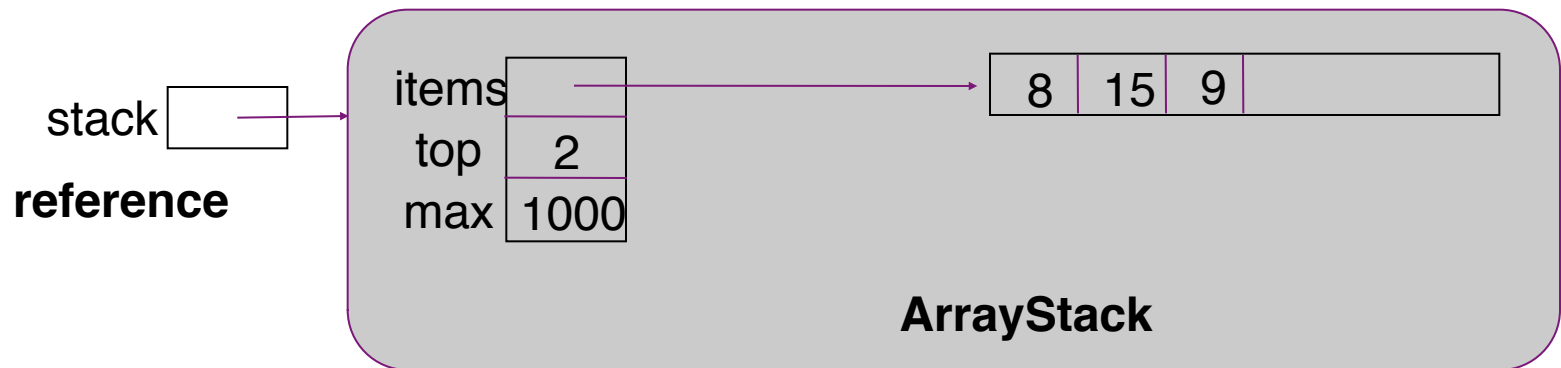 items 8 15 9
stack
top 2
reference
max 1000
ArrayStack